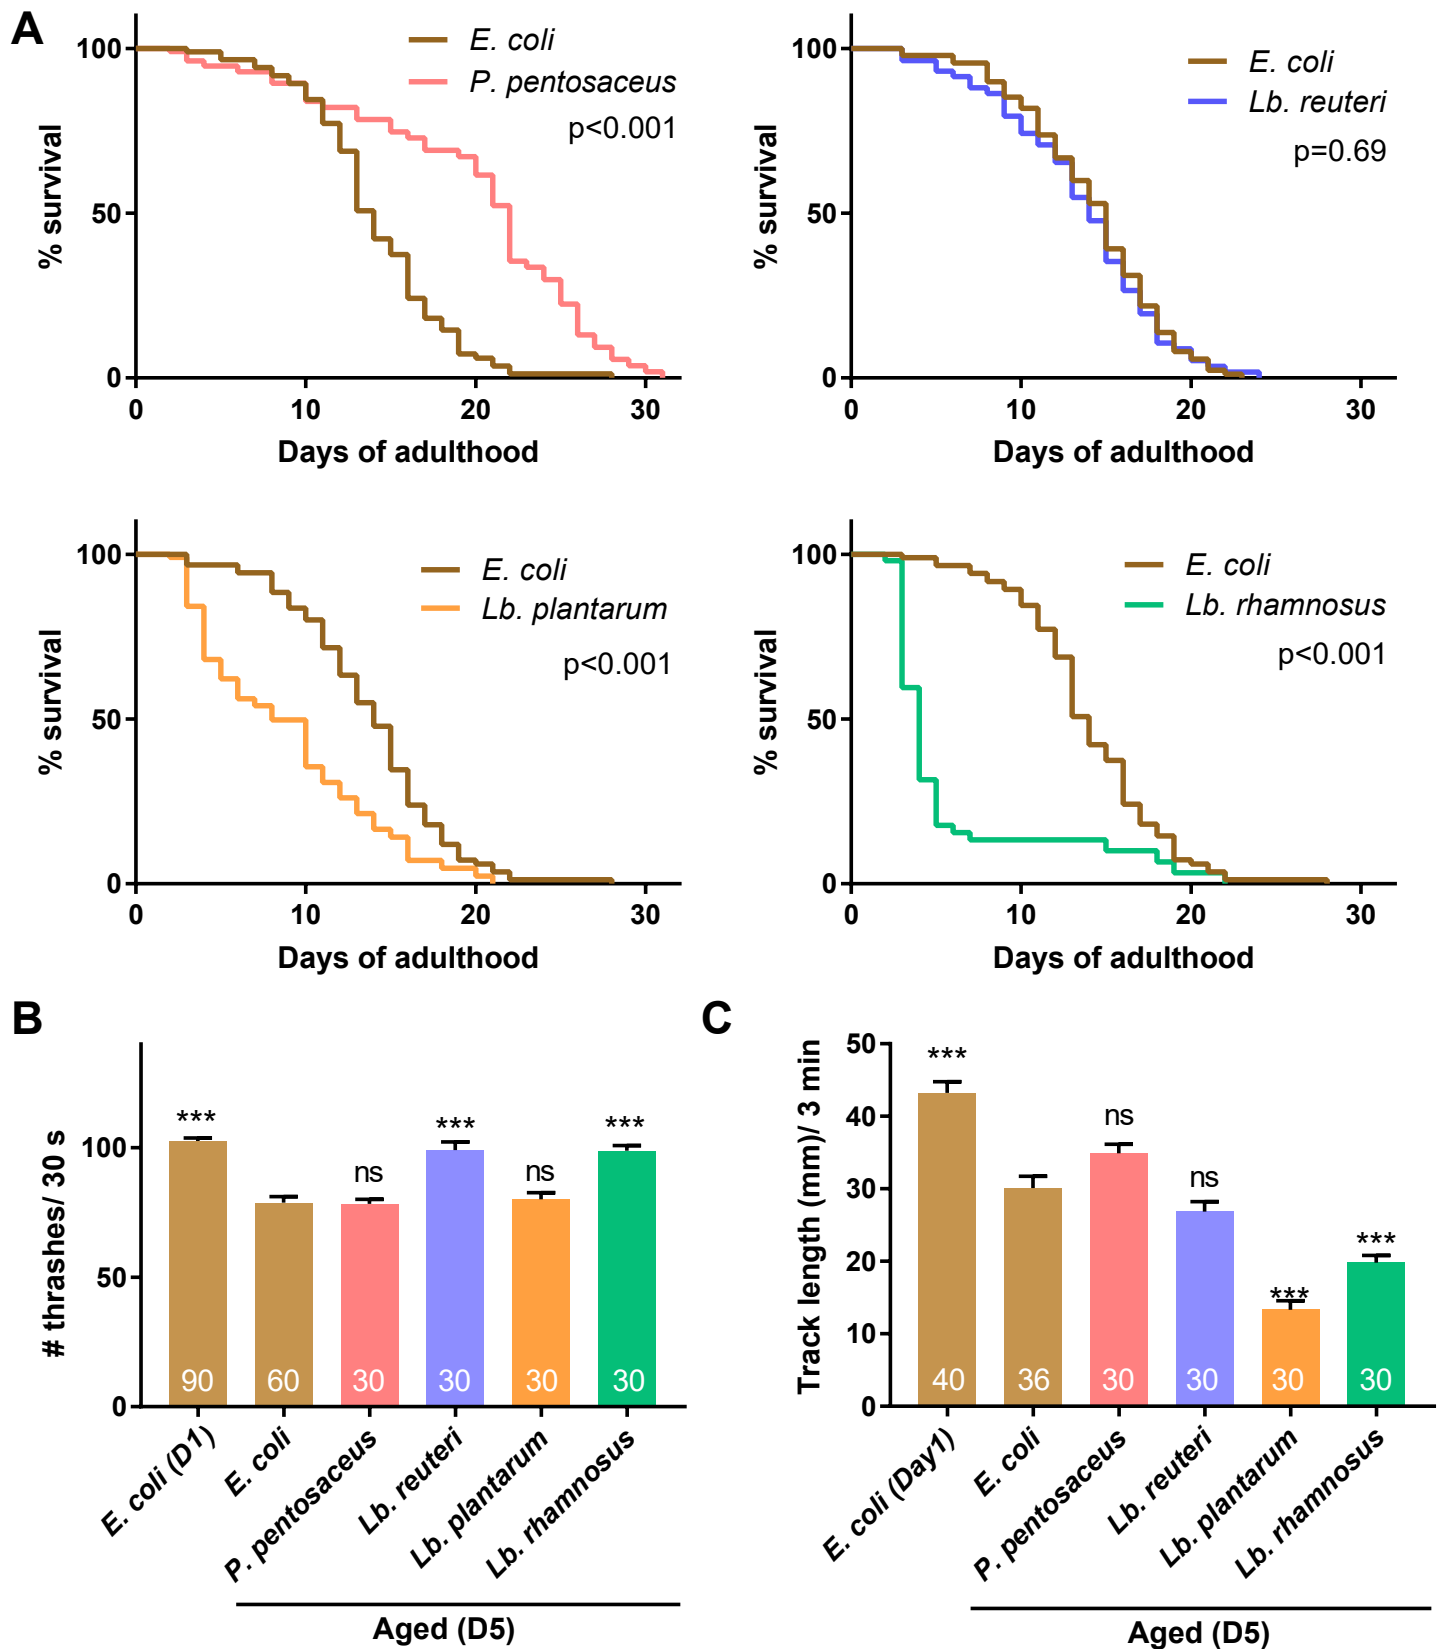 A
E. coli
P. pentosaceus
p<0.001
100
50
0
% survival
0 10 20 30
Days of adulthood
E. coli
Lb. reuteri
p=0.69
100
50
0
% survival
0 10 20 30
Days of adulthood
E. coli
Lb. plantarum
p<0.001
100
50
0
% survival
0 10 20 30
Days of adulthood
E. coli
Lb. rhamnosus
p<0.001
100
50
0
% survival
0 10 20 30
Days of adulthood
B
# thrashes/ 30 s
100
50
0
*** ns *** ns ***
90 60 30 30 30 30
E. coli (D1)
E. coli
P. pentosaceus
Lb. reuteri
Lb. plantarum
Lb. rhamnosus
Aged (D5)
C
Track length (mm)/ 3 min
50
40
30
20
10
0
*** ns ns *** ***
40 36 30 30 30 30
E. coli (Day1)
E. coli
P. pentosaceus
Lb. reuteri
Lb. plantarum
Lb. rhamnosus
Aged (D5)